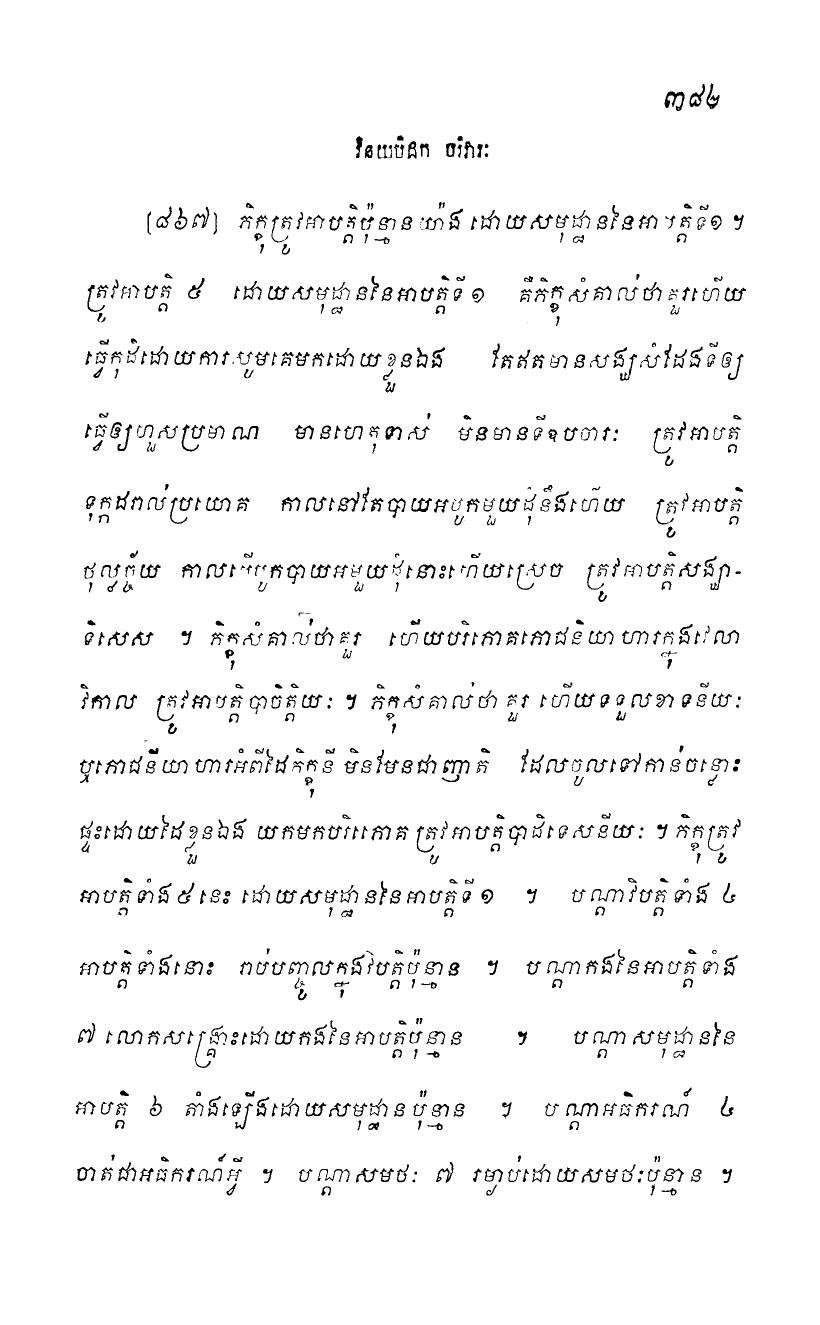 ៣៨២
វិនយបិដក បរិវារៈ
[៨៦៧] ភិក្ខុត្រូវអាបត្តិប៉ុន្មានយ៉ាង ដោយសមុដ្ឋាននៃអាបត្តិទី១ ។
ត្រូវអាបត្តិ ៥ ដោយសមុដ្ឋាននៃអាបត្តិទី១ គឺភិក្ខុសំគាល់ថាគួរហើយ
ធ្វើកុដិដោយការសូមគេមកដោយខ្លួនឯង តែឥតមានសង្ឃសំដែងទីឲ្យ
ធ្វើឲ្យហួសប្រមាណ មានហេតុទាស់ មិនមានទីឧបចារៈ ត្រូវអាបត្តិ
ទុក្កដរាល់ប្រយោគ កាលនៅតែបាយអបូកមួយដុំនឹងហើយ ត្រូវអាបត្តិ
ថុល្លច្ច័យ កាលបើបូកបាយអមួយដុំនោះហើយស្រេច ត្រូវអាបត្តិសង្ឃា-
ទិសេស ។ ភិក្ខុសំគាល់ថាគួរ ហើយបរិភោគភោជនិយាហារក្នុងវេលា
វិកាល ត្រូវអាបត្តិបាចិត្តិយៈ ។ ភិក្ខុសំគាល់ថាគួរ ហើយទទួលខាទនីយៈ
ឬភោជនីយាហារអំពីដៃភិក្ខុនី មិនមែនជាញាតិ ដែលចូលទៅកាន់ចន្លោះ
ផ្ទះដោយដៃខ្លួនឯង យកមកបរិភោគ ត្រូវអាបត្តិបាដិទេសនីយៈ ។ ភិក្ខុត្រូវ
អាបត្តិទាំង៥នេះ ដោយសមុដ្ឋាននៃអាបត្តិទី១ ។ បណ្តាវិបត្តិទាំង ៤
អាបត្តិទាំងនោះ រាប់បញ្ចូលក្នុងវិបត្តិប៉ុន្មាន ។ បណ្តាកងនៃអាបត្តិទាំង
៧ លោកសង្គ្រោះដោយកងនៃអាបត្តិប៉ុន្មាន ។ បណ្តាសមុដ្ឋាននៃ
អាបត្តិ ៦ តាំងឡើងដោយសមុដ្ឋានប៉ុន្មាន ។ បណ្តាអធិករណ៍ ៤
ចាត់ជាអធិករណ៍អ្វី ។ បណ្តាសមថៈ ៧ រម្ងាប់ដោយសមថៈប៉ុន្មាន ។